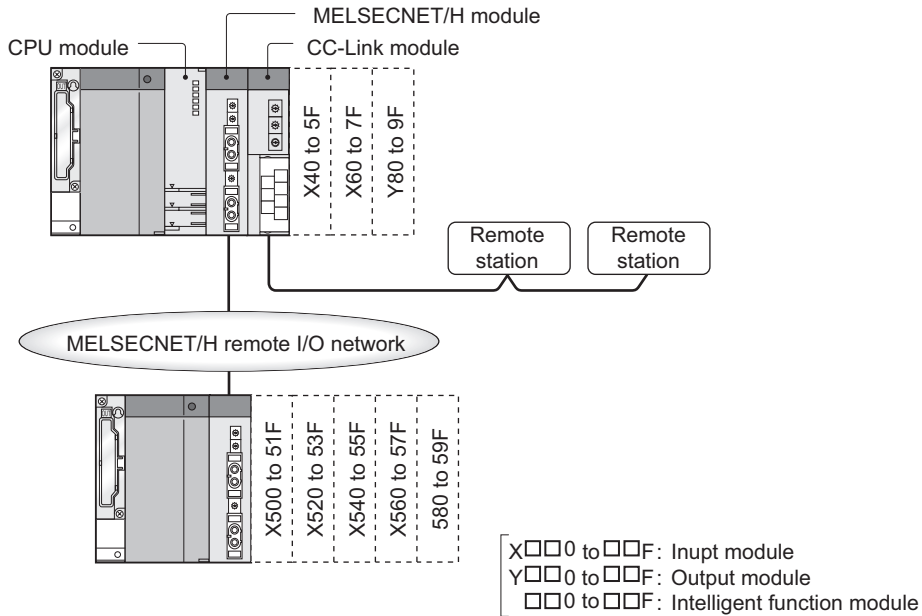 MELSECNET/H module
CPU module
CC-Link module
X40 to 5F
X60 to 7F
Y80 to 9F
Remote
station
Remote
station
MELSECNET/H remote I/O network
X500 to 51F
X520 to 53F
X540 to 55F
X560 to 57F
580 to 59F
X□□0 to □□F: Inupt module
Y□□0 to □□F: Output module
□□0 to □□F: Intelligent function module